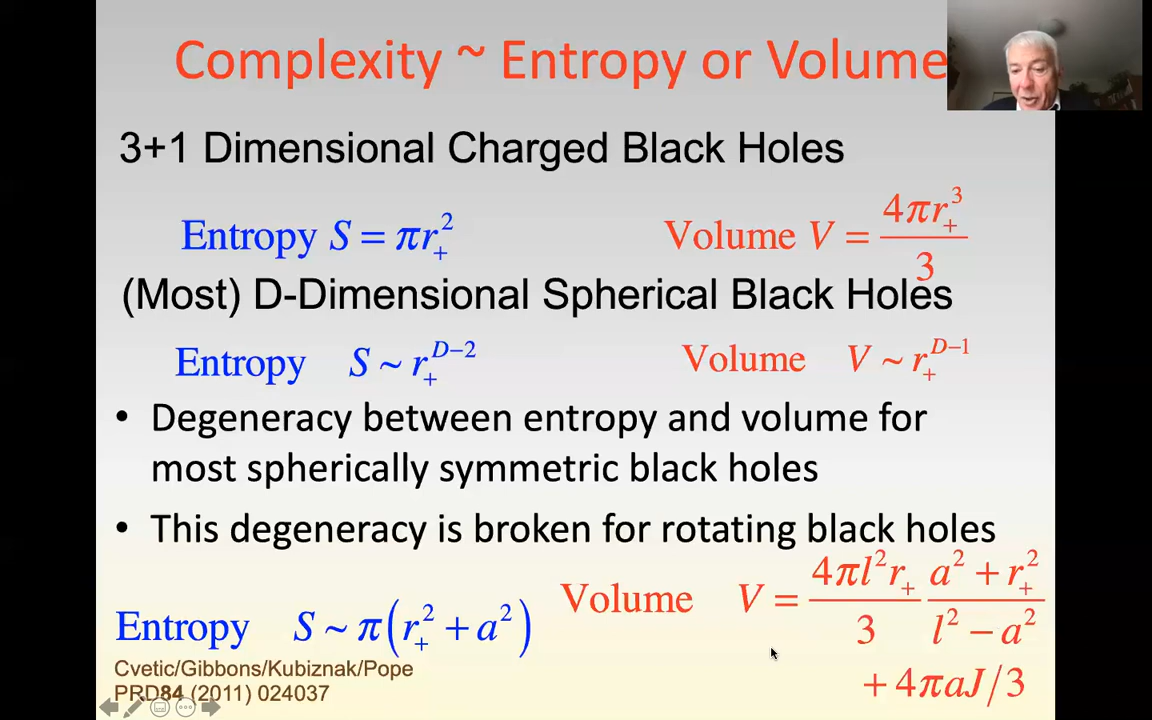 Complexity ~ Entropy or Volume
3+1 Dimensional Charged Black Holes
Entropy S = πr₊² Volume V = 4πr₊³/3
(Most) D-Dimensional Spherical Black Holes
Entropy S ~ r₊^(D−2) Volume V ~ r₊^(D−1)
• Degeneracy between entropy and volume for
most spherically symmetric black holes
• This degeneracy is broken for rotating black holes
Entropy S ~ π(r₊² + a²) Volume V = (4πl²r₊/3) (a² + r₊²)/(l² − a²)
+ 4πaJ/3
Cvetic/Gibbons/Kubiznak/Pope
PRD84 (2011) 024037